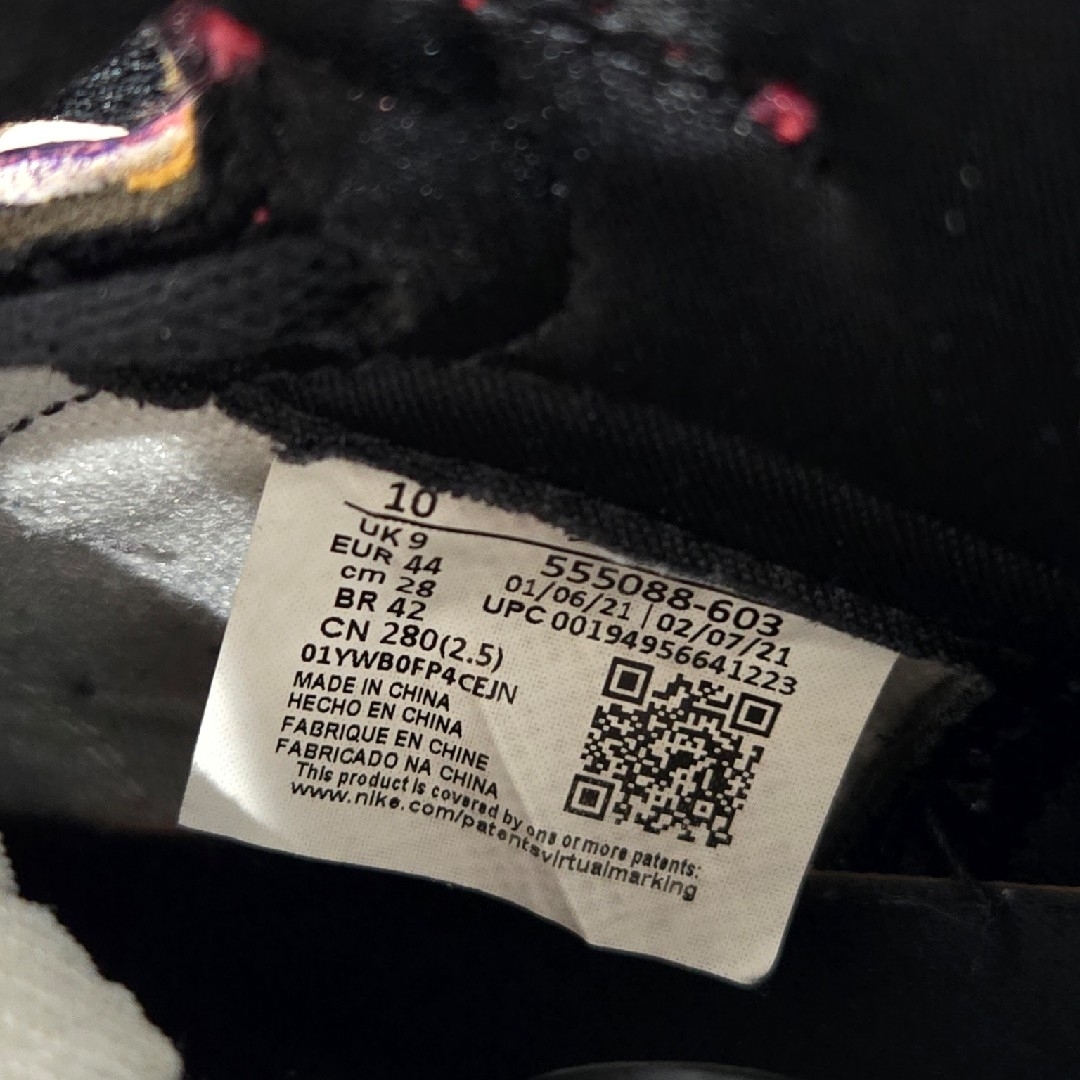 10
UK 9
EUR 44
cm 28
BR 42
CN 280(2.5)
01YWB0FP4CEJN
555088-603
01/06/21 | 02/07/21
UPC 00194956641223
MADE IN CHINA
HECHO EN CHINA
FABRIQUE EN CHINE
FABRICADO NA CHINA
This product is covered by one or more patents:
www.nike.com/patentsvirtualmarking